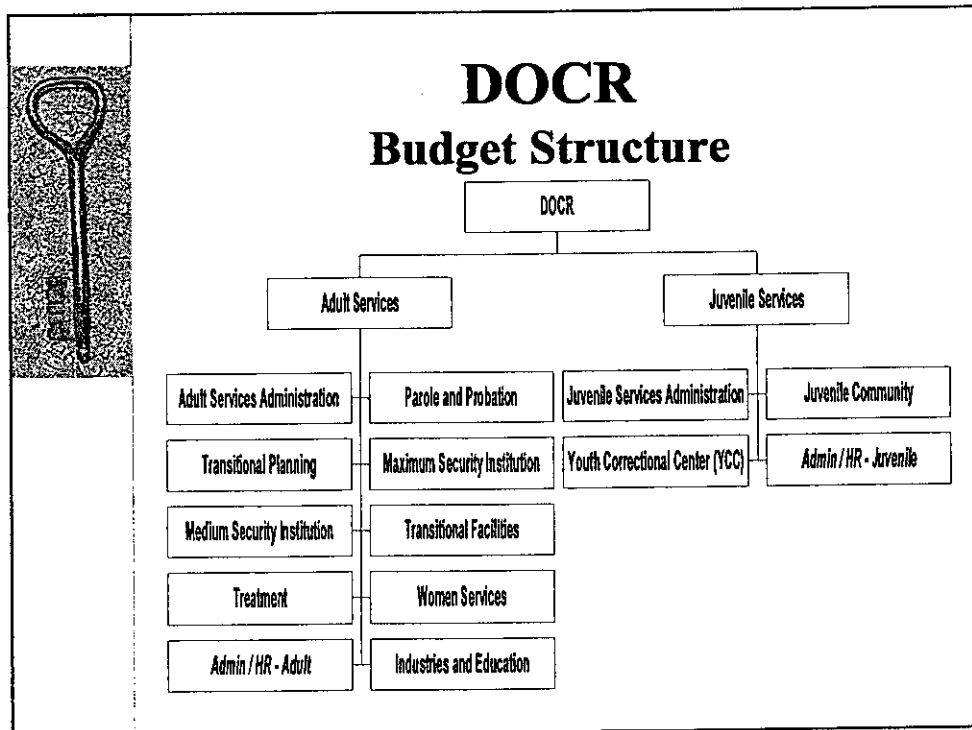 DOCR
Budget Structure
DOCR
Adult Services
Juvenile Services
Adult Services Administration
Parole and Probation
Juvenile Services Administration
Juvenile Community
Transitional Planning
Maximum Security Institution
Youth Correctional Center (YCC)
Admin / HR - Juvenile
Medium Security Institution
Transitional Facilities
Treatment
Women Services
Admin / HR - Adult
Industries and Education